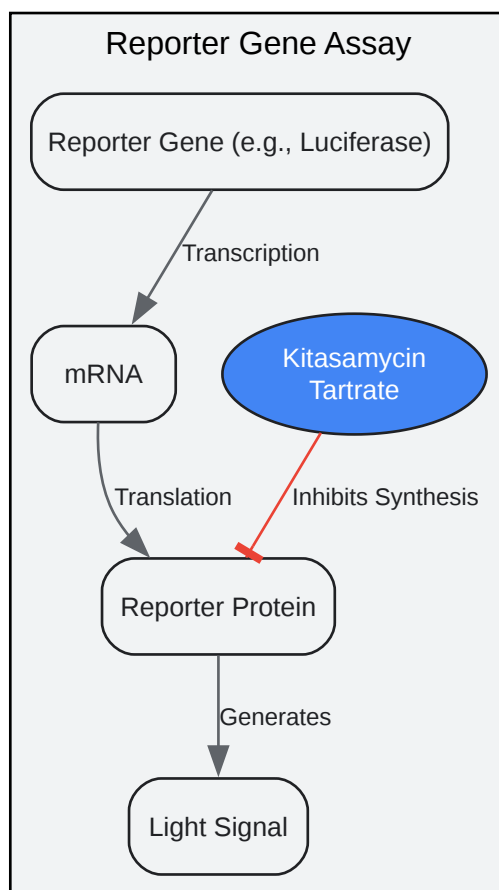 Reporter Gene Assay
Reporter Gene (e.g., Luciferase)
Transcription
mRNA
Kitasamycin
Tartrate
Translation
Inhibits Synthesis
Reporter Protein
Generates
Light Signal